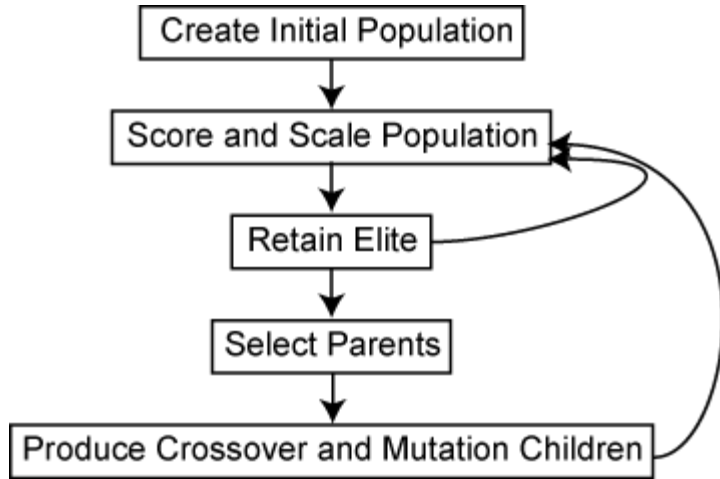 Create Initial Population
Score and Scale Population
Retain Elite
Select Parents
Produce Crossover and Mutation Children